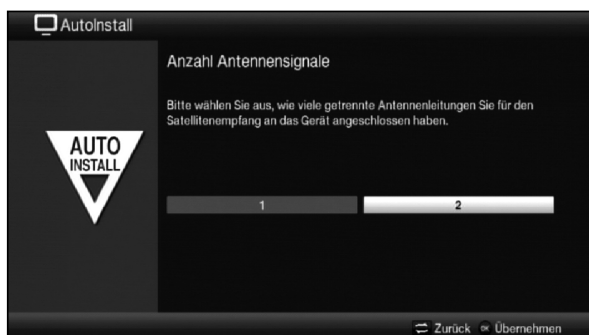 AutoInstall
Anzahl Antennensignale
Bitte wählen Sie aus, wie viele getrennte Antennenleitungen Sie für den
Satellitenempfang an das Gerät angeschlossen haben.
AUTO
INSTALL
1 2
Zurück OK Übernehmen